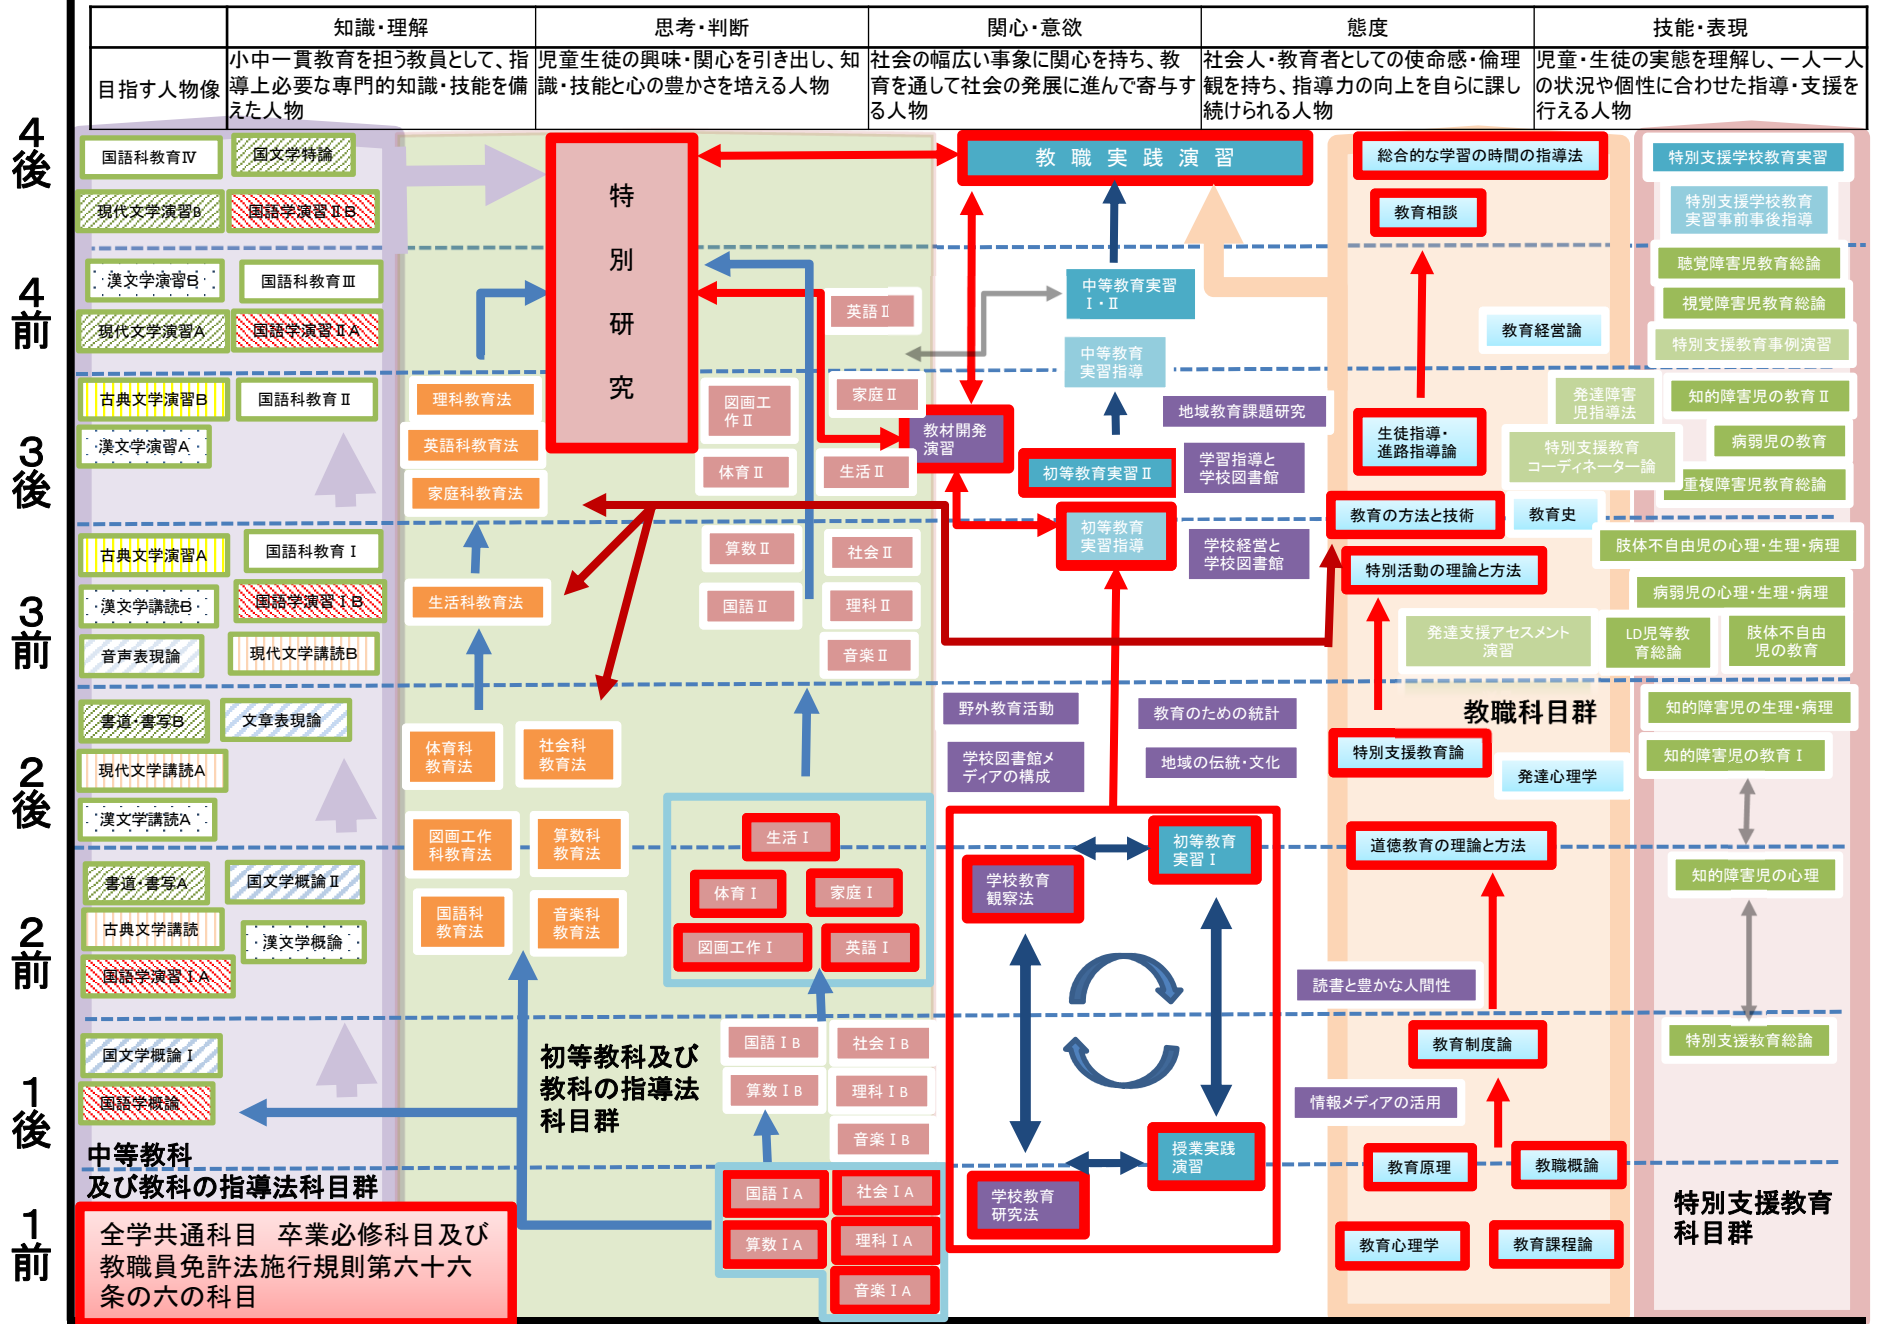 知識・理解
思考・判断
関心・意欲
態度
技能・表現
目指す人物像
小中一貫教育を担う教員として、指
導上必要な専門的知識・技能を備
えた人物
児童生徒の興味・関心を引き出し、知
識・技能と心の豊かさを培える人物
社会の幅広い事象に関心を持ち、教
育を通して社会の発展に進んで寄与す
る人物
社会人・教育者としての使命感・倫理
観を持ち、指導力の向上を自らに課し
続けられる人物
児童・生徒の実態を理解し、一人一人
の状況や個性に合わせた指導・支援を
行える人物
4後
国語科教育Ⅳ
国文学特論
現代文学演習B
国語学演習ⅡB
特
別
研
究
教職実践演習
総合的な学習の時間の指導法
教育相談
特別支援学校教育実習
特別支援学校教育
実習事前事後指導
4前
漢文学演習B
国語科教育Ⅲ
現代文学演習A
国語学演習ⅡA
英語Ⅱ
中等教育実習
Ⅰ・Ⅱ
中等教育
実習指導
教育経営論
聴覚障害児教育総論
視覚障害児教育総論
特別支援教育事例演習
3後
古典文学演習B
国語科教育Ⅱ
漢文学演習A
理科教育法
英語科教育法
家庭科教育法
図画工
作Ⅱ
家庭Ⅱ
体育Ⅱ
生活Ⅱ
教材開発
演習
初等教育実習Ⅱ
地域教育課題研究
学習指導と
学校図書館
生徒指導・
進路指導論
発達障害
児指導法
特別支援教育
コーディネーター論
知的障害児の教育Ⅱ
病弱児の教育
重複障害児教育総論
教育の方法と技術
教育史
3前
古典文学演習A
国語科教育Ⅰ
漢文学講読B
国語学演習ⅠB
音声表現論
現代文学講読B
生活科教育法
算数Ⅱ
社会Ⅱ
国語Ⅱ
理科Ⅱ
音楽Ⅱ
初等教育
実習指導
学校経営と
学校図書館
特別活動の理論と方法
肢体不自由児の心理・生理・病理
病弱児の心理・生理・病理
発達支援アセスメント
演習
LD児等教
育総論
肢体不自由
児の教育
2後
書道・書写B
文章表現論
現代文学講読A
漢文学講読A
体育科
教育法
社会科
教育法
図画工作
科教育法
算数科
教育法
生活Ⅰ
野外教育活動
教育のための統計
学校図書館メ
ディアの構成
地域の伝統・文化
初等教育
実習Ⅰ
教職科目群
特別支援教育論
発達心理学
道徳教育の理論と方法
知的障害児の生理・病理
知的障害児の教育Ⅰ
2前
書道・書写A
国文学概論Ⅱ
古典文学講読
漢文学概論
国語学演習ⅠA
国語科
教育法
音楽科
教育法
体育Ⅰ
家庭Ⅰ
図画工作Ⅰ
英語Ⅰ
学校教育
観察法
読書と豊かな人間性
知的障害児の心理
1後
国文学概論Ⅰ
国語学概論
初等教科及び
教科の指導法
科目群
国語ⅠB
社会ⅠB
算数ⅠB
理科ⅠB
音楽ⅠB
授業実践
演習
教育制度論
情報メディアの活用
教育原理
教職概論
特別支援教育総論
中等教科
及び教科の指導法科目群
1前
全学共通科目 卒業必修科目及び
教職員免許法施行規則第六十六
条の六の科目
国語ⅠA
社会ⅠA
算数ⅠA
理科ⅠA
音楽ⅠA
学校教育
研究法
教育心理学
教育課程論
特別支援教育
科目群